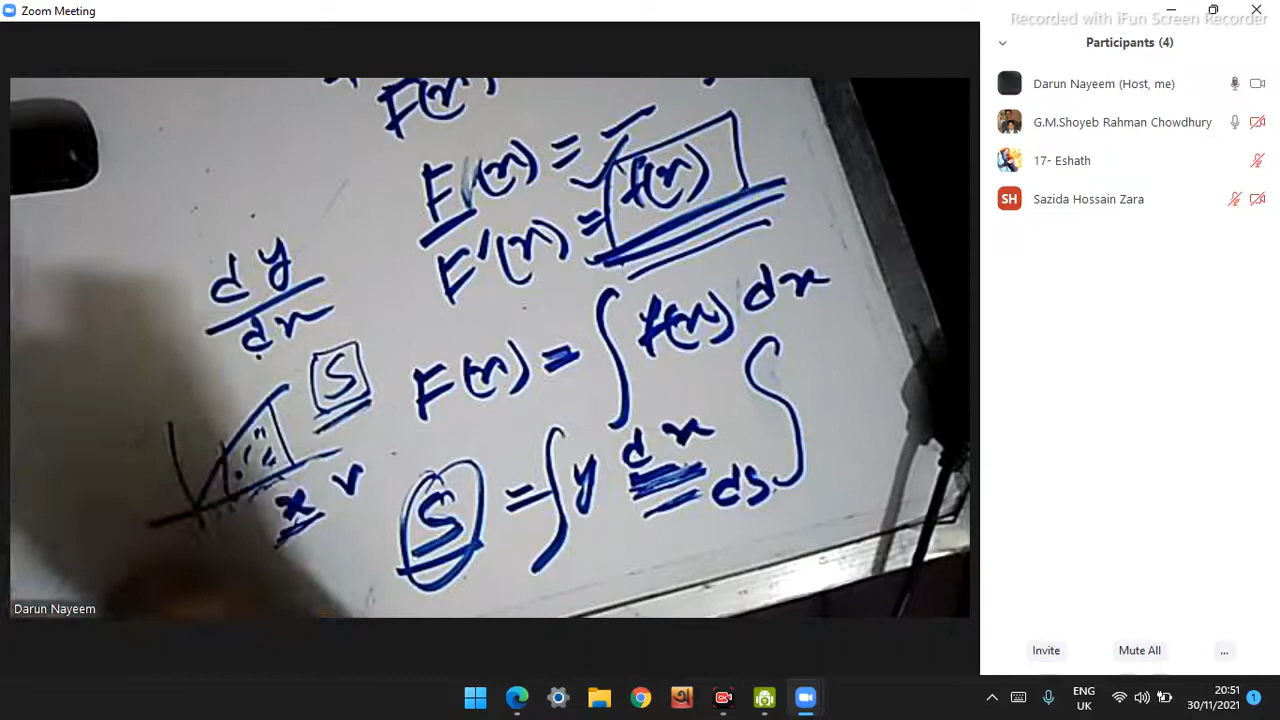 Zoom Meeting
Recorded with iFun Screen Recorder
Participants (4)
Darun Nayeem (Host, me)
G.M.Shoyeb Rahman Chowdhury
17- Eshath
SH Sazida Hossain Zara
F(x)
F(x) =
f(x)
F'(x) =
dy
dx
F(x) = ∫ f(x) dx
S
S = ∫ y dx
ds
∫
x
Darun Nayeem
Invite
Mute All
...
অ
ENG
UK
20:51
30/11/2021
1